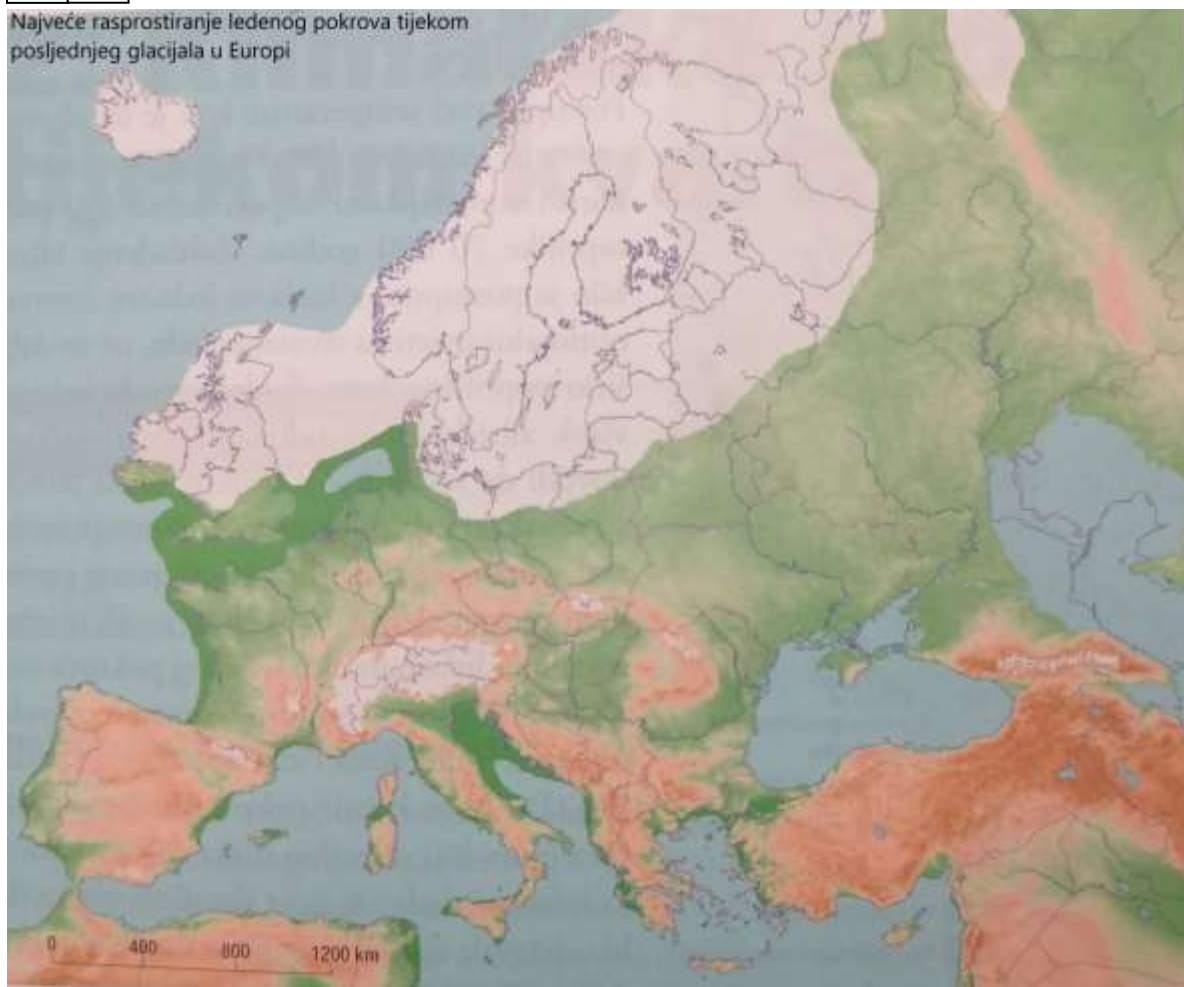 Najveće rasprostiranje ledenog pokrova tijekom
posljednjeg glacijala u Europi
0 400 800 1200 km